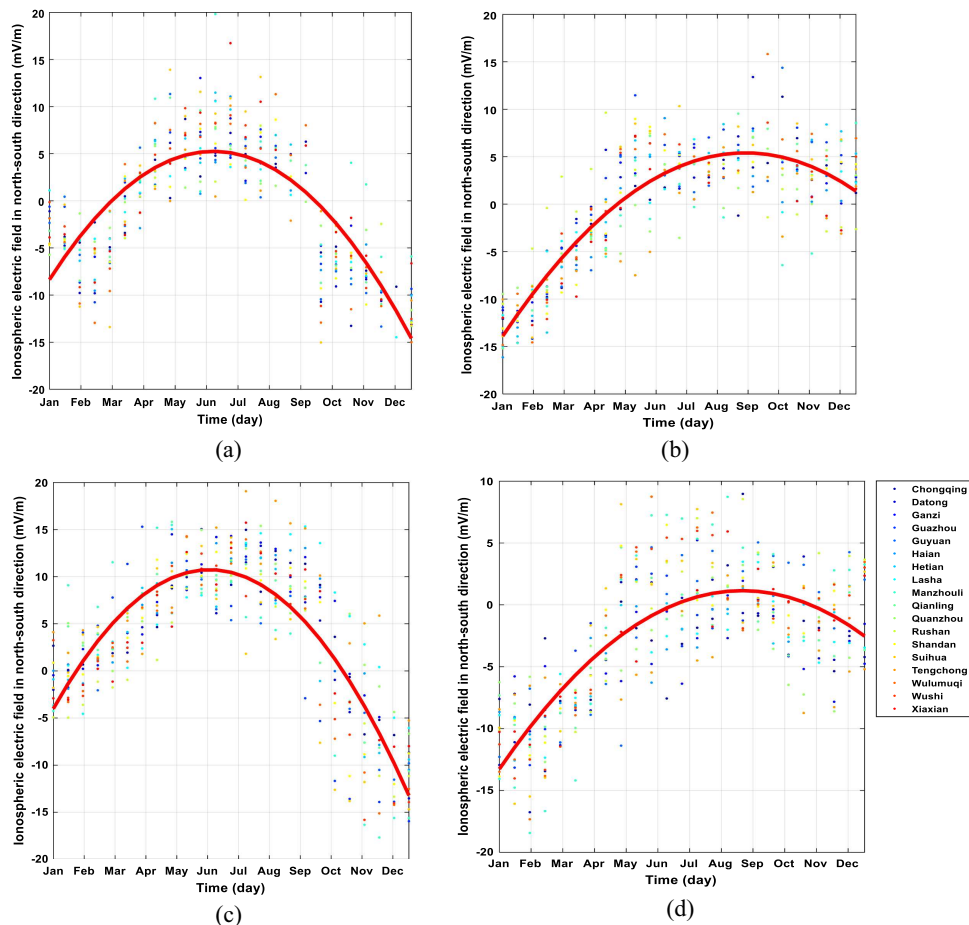 Ionospheric electric field in north-south direction (mV/m)
20
15
10
5
0
-5
-10
-15
-20
Jan Feb Mar Apr May Jun Jul Aug Sep Oct Nov Dec
Time (day)
(a)
Ionospheric electric field in north-south direction (mV/m)
20
15
10
5
0
-5
-10
-15
-20
Jan Feb Mar Apr May Jun Jul Aug Sep Oct Nov Dec
Time (day)
(b)
Ionospheric electric field in north-south direction (mV/m)
20
15
10
5
0
-5
-10
-15
-20
Jan Feb Mar Apr May Jun Jul Aug Sep Oct Nov Dec
Time (day)
(c)
Ionospheric electric field in north-south direction (mV/m)
10
5
0
-5
-10
-15
-20
Jan Feb Mar Apr May Jun Jul Aug Sep Oct Nov Dec
Time (day)
(d)
Chongqing
Datong
Ganzi
Guazhou
Guyuan
Haian
Hetian
Lasha
Manzhouli
Qianling
Quanzhou
Rushan
Shandan
Suihua
Tengchong
Wulumuqi
Wushi
Xiaxian